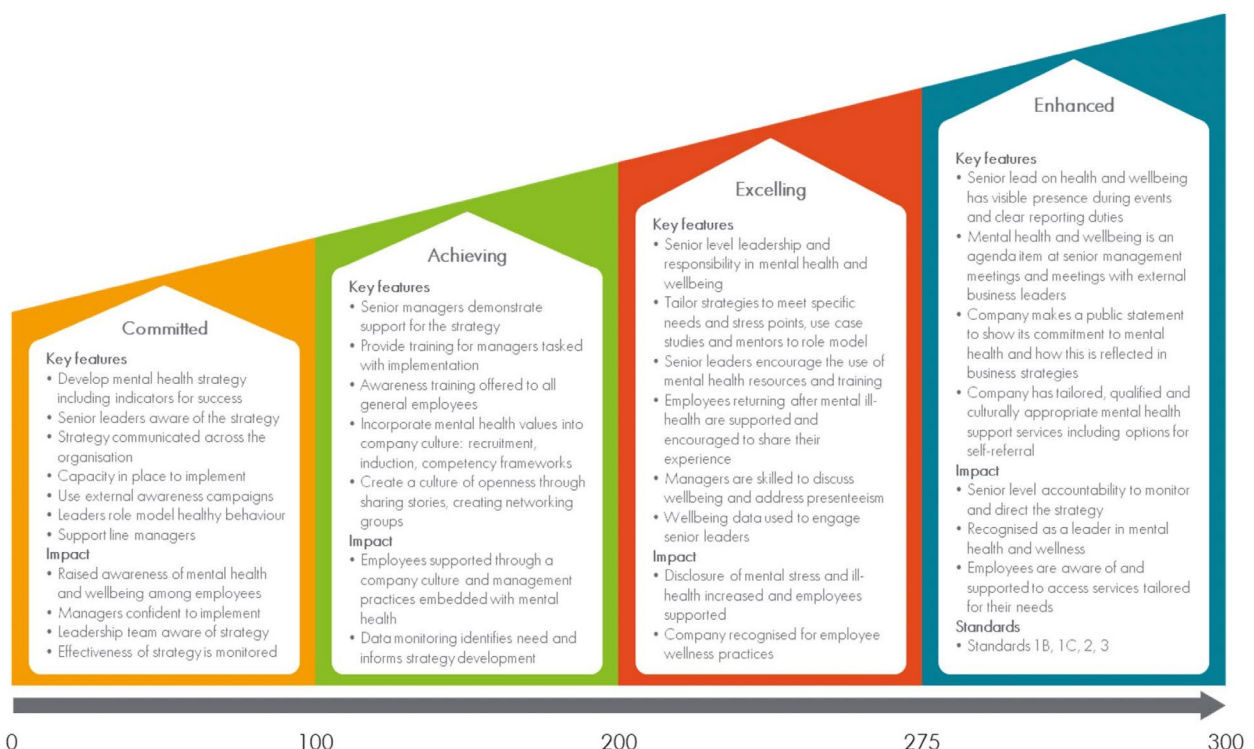 Committed
Key features
• Develop mental health strategy
including indicators for success
• Senior leaders aware of the strategy
• Strategy communicated across the
organisation
• Capacity in place to implement
• Use external awareness campaigns
• Leaders role model healthy behaviour
• Support line managers
Impact
• Raised awareness of mental health
and wellbeing among employees
• Managers confident to implement
• Leadership team aware of strategy
• Effectiveness of strategy is monitored
Achieving
Key features
• Senior managers demonstrate
support for the strategy
• Provide training for managers tasked
with implementation
• Awareness training offered to all
general employees
• Incorporate mental health values into
company culture: recruitment,
induction, competency frameworks
• Create a culture of openness through
sharing stories, creating networking
groups
Impact
• Employees supported through a
company culture and management
practices embedded with mental
health
• Data monitoring identifies need and
informs strategy development
Excelling
Key features
• Senior level leadership and
responsibility in mental health and
wellbeing
• Tailor strategies to meet specific
needs and stress points, use case
studies and mentors to role model
• Senior leaders encourage the use of
mental health resources and training
• Employees returning after mental ill-
health are supported and
encouraged to share their
experience
• Managers are skilled to discuss
wellbeing and address presenteeism
• Wellbeing data used to engage
senior leaders
Impact
• Disclosure of mental stress and ill-
health increased and employees
supported
• Company recognised for employee
wellness practices
Enhanced
Key features
• Senior lead on health and wellbeing
has visible presence during events
and clear reporting duties
• Mental health and wellbeing is an
agenda item at senior management
meetings and meetings with external
business leaders
• Company makes a public statement
to show its commitment to mental
health and how this is reflected in
business strategies
• Company has tailored, qualified and
culturally appropriate mental health
support services including options for
self-referral
Impact
• Senior level accountability to monitor
and direct the strategy
• Recognised as a leader in mental
health and wellness
• Employees are aware of and
supported to access services tailored
for their needs
Standards
• Standards 1B, 1C, 2, 3
0 100 200 275 300